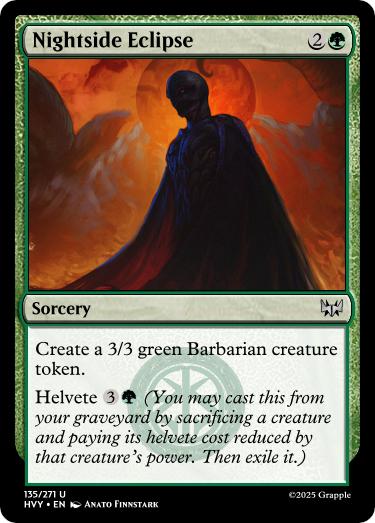 Nightside Eclipse 2
Sorcery
Create a 3/3 green Barbarian creature
token.
Helvete 3 (You may cast this from
your graveyard by sacrificing a creature
and paying its helvete cost reduced by
that creature's power. Then exile it.)
135/271 U
HVY • EN Anato Finnstark
©2025 Grapple